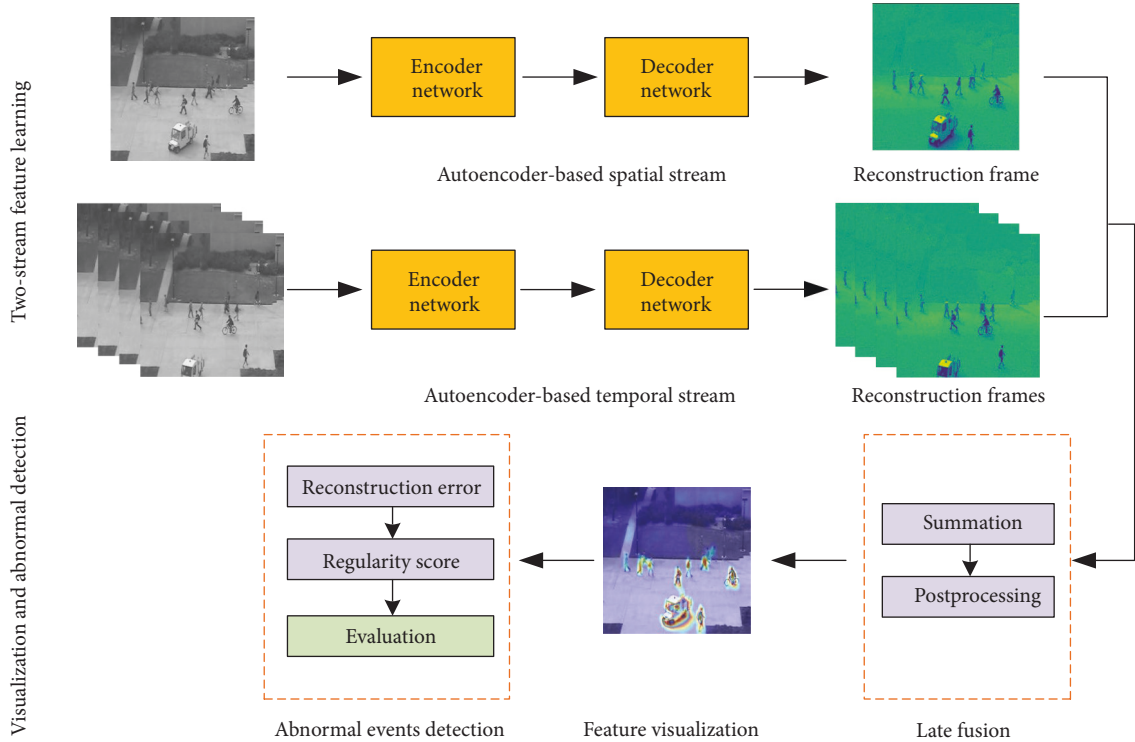 Two-stream feature learning
Encoder
network
Decoder
network
Autoencoder-based spatial stream
Reconstruction frame
Encoder
network
Decoder
network
Autoencoder-based temporal stream
Reconstruction frames
Visualization and abnormal detection
Reconstruction error
Regularity score
Evaluation
Summation
Postprocessing
Abnormal events detection
Feature visualization
Late fusion